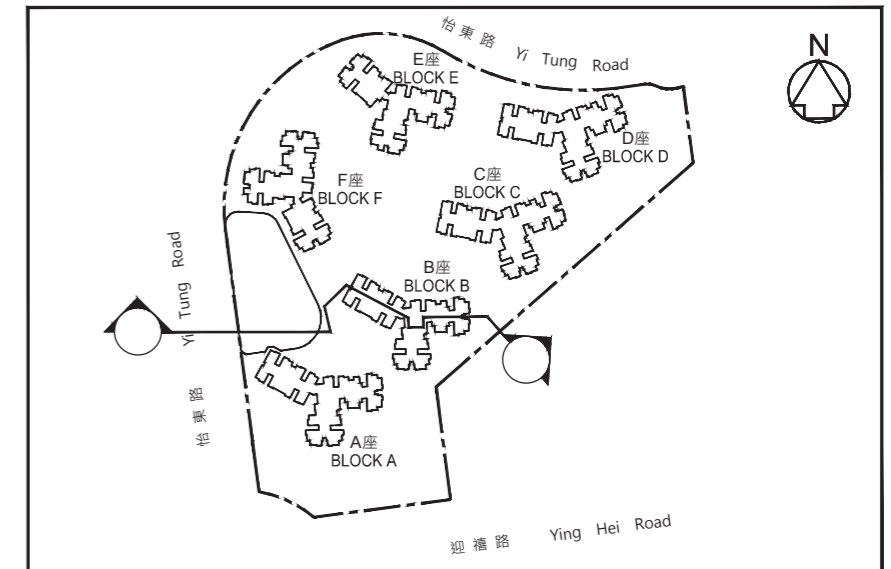 怡東路 Yi Tung Road
N
E座
BLOCK E
D座
BLOCK D
C座
BLOCK C
F座
BLOCK F
B座
BLOCK B
怡東路 Yi Tung Road
A座
BLOCK A
迎禧路 Ying Hei Road